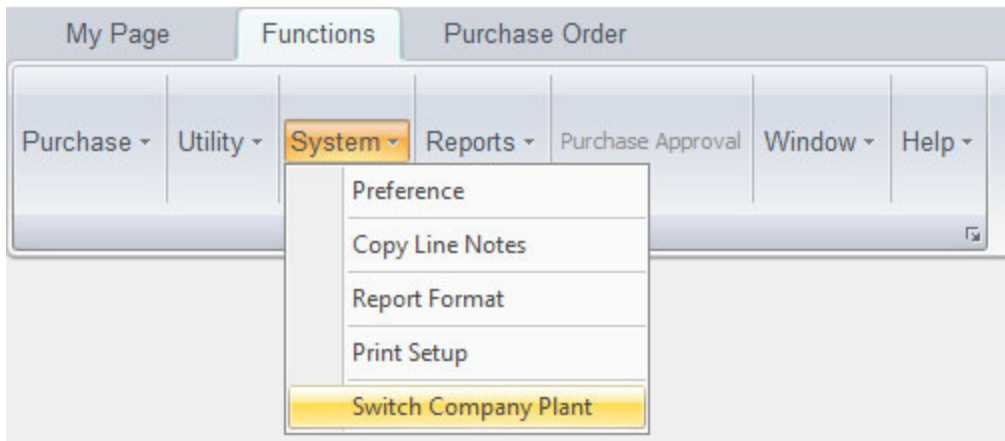 My Page Functions Purchase Order
Purchase Utility System Reports Purchase Approval Window Help
Preference
Copy Line Notes
Report Format
Print Setup
Switch Company Plant